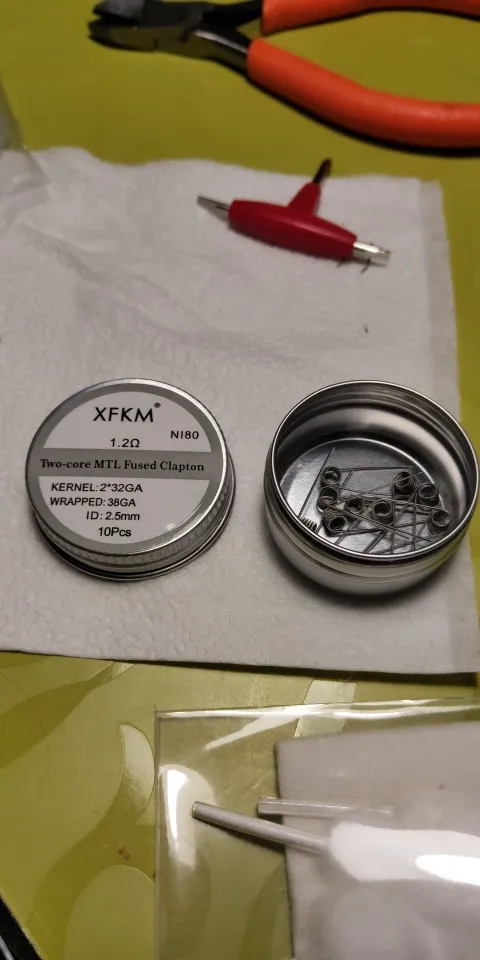 XFKM®
1.2Ω NI80
Two-core MTL Fused Clapton
KERNEL:2*32GA
WRAPPED:38GA
ID:2.5mm
10Pcs